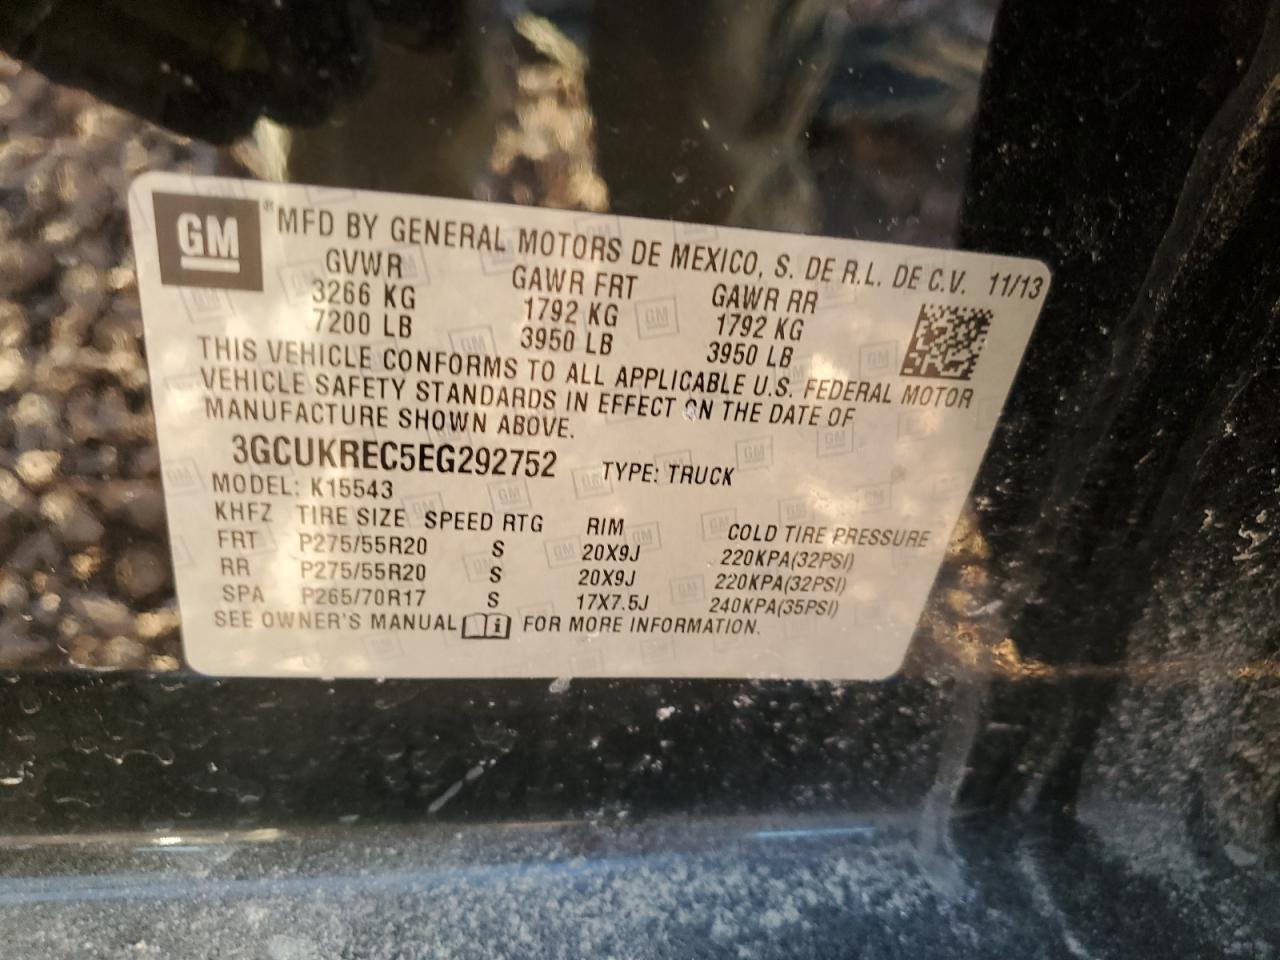 GM® MFD BY GENERAL MOTORS DE MEXICO, S. DE R.L. DE C.V. 11/13
GVWR GAWR FRT GAWR RR
3266 KG 1792 KG 1792 KG
7200 LB 3950 LB 3950 LB
THIS VEHICLE CONFORMS TO ALL APPLICABLE U.S. FEDERAL MOTOR
VEHICLE SAFETY STANDARDS IN EFFECT ON THE DATE OF
MANUFACTURE SHOWN ABOVE.
3GCUKREC5EG292752 TYPE: TRUCK
MODEL: K15543
KHFZ TIRE SIZE SPEED RTG RIM COLD TIRE PRESSURE
FRT P275/55R20 S 20X9J 220KPA(32PSI)
RR P275/55R20 S 20X9J 220KPA(32PSI)
SPA P265/70R17 S 17X7.5J 240KPA(35PSI)
SEE OWNER'S MANUAL i FOR MORE INFORMATION.